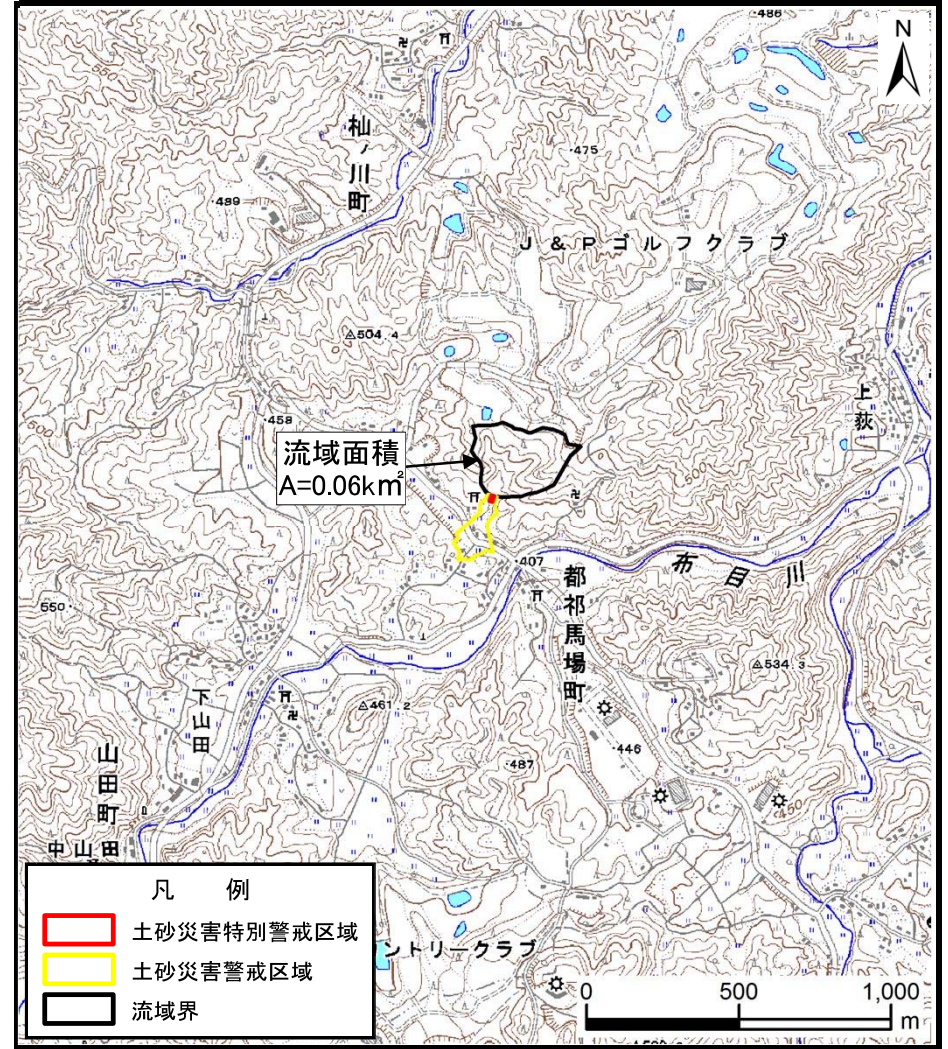 ・486
N
杣ノ川町
・475
・489
J&Pゴルフクラブ
△504.4
上荻
・458
流域面積
A=0.06km²
・407
布目川
都祁馬場町
550・
△534.3
下山田
△461.2
・446
山田町
・487
中山田
凡 例
土砂災害特別警戒区域
土砂災害警戒区域
流域界
ントリークラブ
0 500 1,000
m